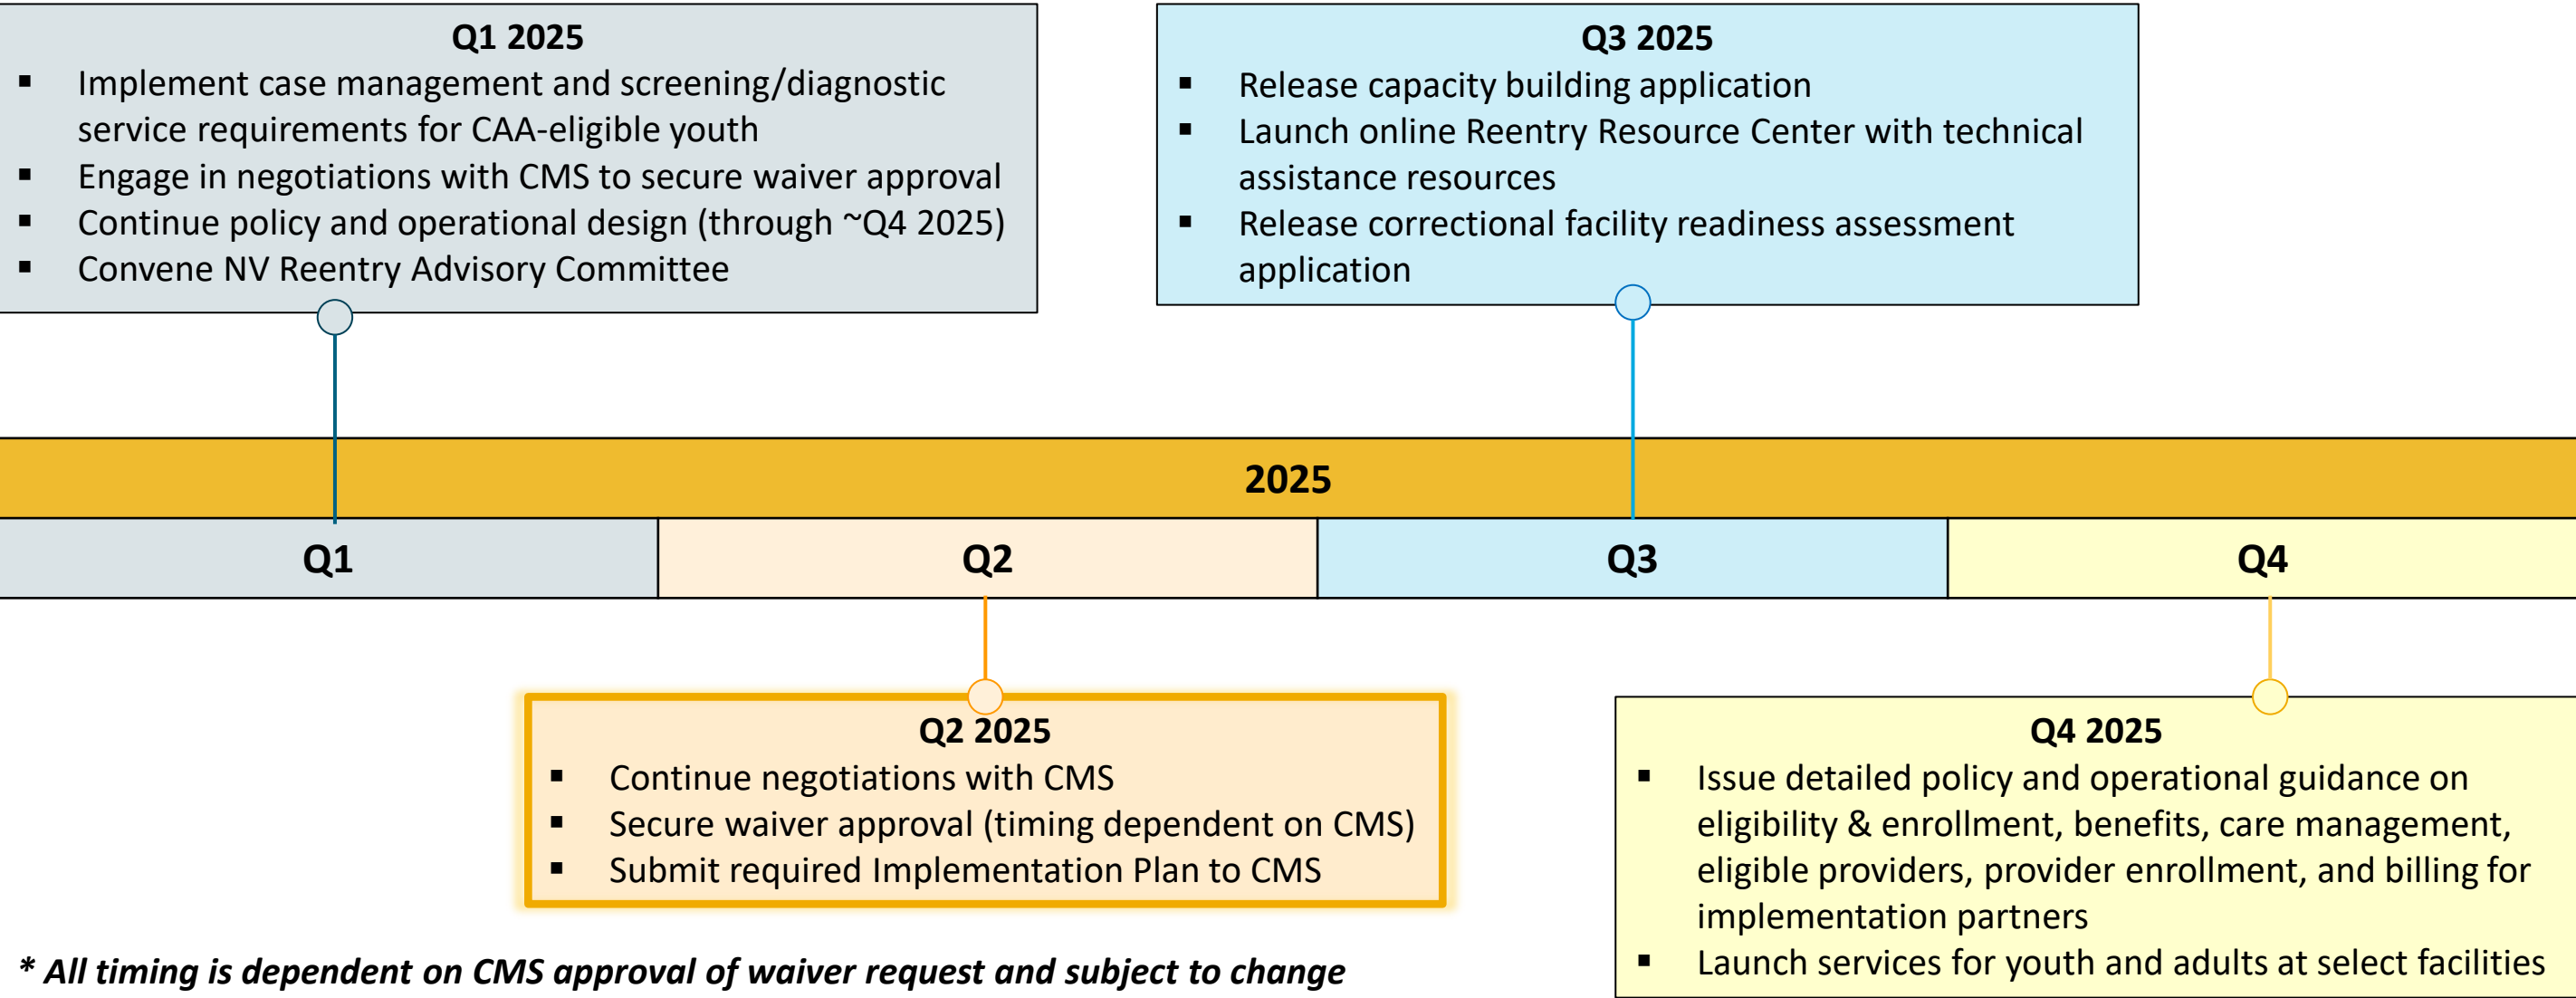 Q1 2025
▪ Implement case management and screening/diagnostic
service requirements for CAA-eligible youth
▪ Engage in negotiations with CMS to secure waiver approval
▪ Continue policy and operational design (through ~Q4 2025)
▪ Convene NV Reentry Advisory Committee
Q3 2025
▪ Release capacity building application
▪ Launch online Reentry Resource Center with technical
assistance resources
▪ Release correctional facility readiness assessment
application
2025
Q1
Q2
Q3
Q4
Q2 2025
▪ Continue negotiations with CMS
▪ Secure waiver approval (timing dependent on CMS)
▪ Submit required Implementation Plan to CMS
Q4 2025
▪ Issue detailed policy and operational guidance on
eligibility & enrollment, benefits, care management,
eligible providers, provider enrollment, and billing for
implementation partners
▪ Launch services for youth and adults at select facilities
* All timing is dependent on CMS approval of waiver request and subject to change